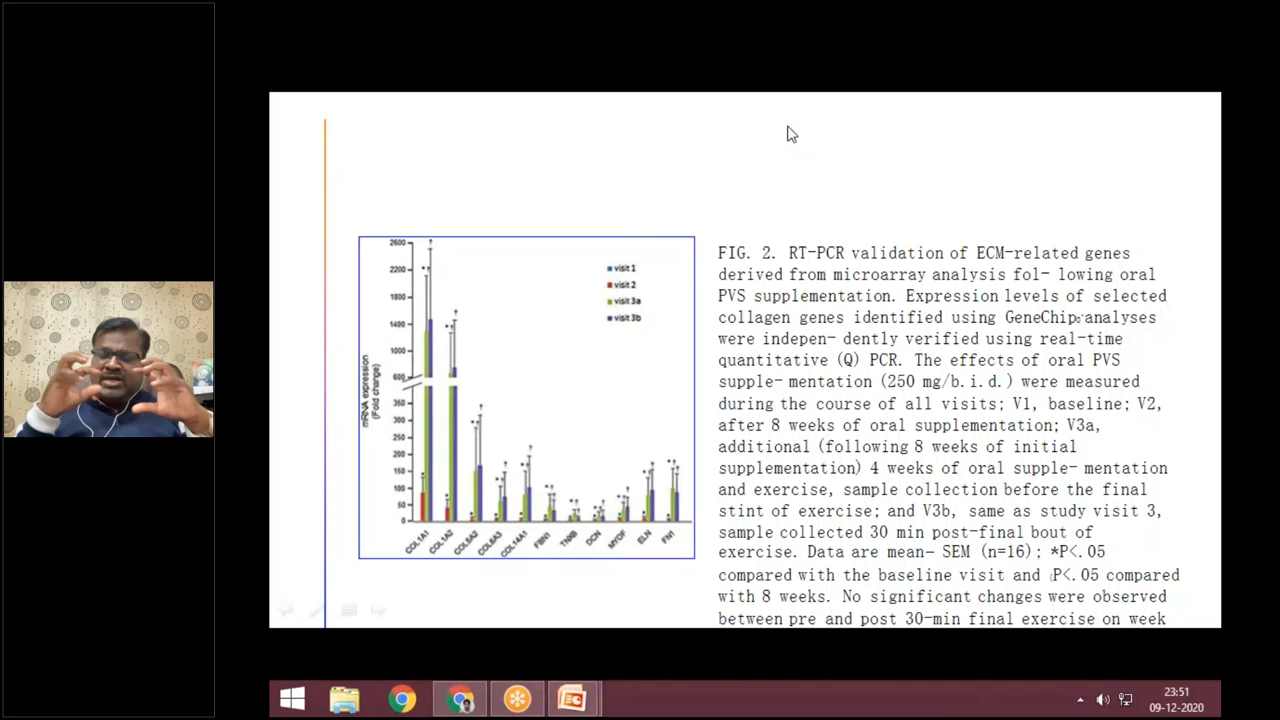 2600
2200
1800
1400
1000
600
350
300
250
200
150
100
50
0
mRNA expression
(Fold change)
visit 1
visit 2
visit 3a
visit 3b
COL1A1
COL1A2
COL5A2
COL6A3
COL14A1
FBN1
TNXB
DCN
MYOF
ELN
FN1
FIG. 2. RT-PCR validation of ECM-related genes
derived from microarray analysis fol- lowing oral
PVS supplementation. Expression levels of selected
collagen genes identified using GeneChip analyses
were indepen- dently verified using real-time
quantitative (Q) PCR. The effects of oral PVS
supple- mentation (250 mg/b.i.d.) were measured
during the course of all visits; V1, baseline; V2,
after 8 weeks of oral supplementation; V3a,
additional (following 8 weeks of initial
supplementation) 4 weeks of oral supple- mentation
and exercise, sample collection before the final
stint of exercise; and V3b, same as study visit 3,
sample collected 30 min post-final bout of
exercise. Data are mean- SEM (n=16); *P<.05
compared with the baseline visit and P<.05 compared
with 8 weeks. No significant changes were observed
between pre and post 30-min final exercise on week
23:51
09-12-2020